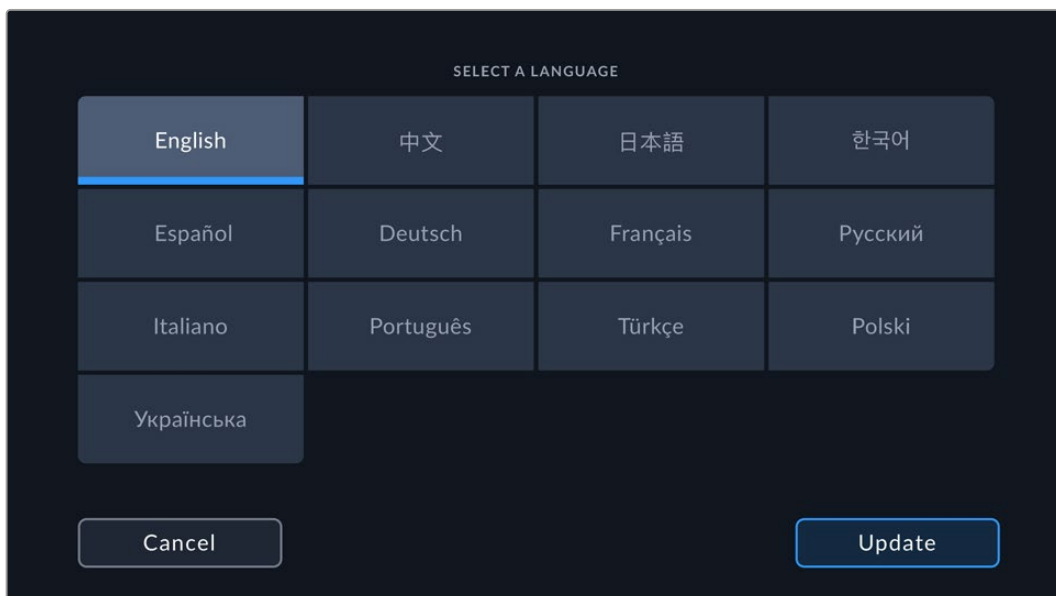 SELECT A LANGUAGE
English
中文
日本語
한국어
Español
Deutsch
Français
Русский
Italiano
Português
Türkçe
Polski
Українська
Cancel
Update